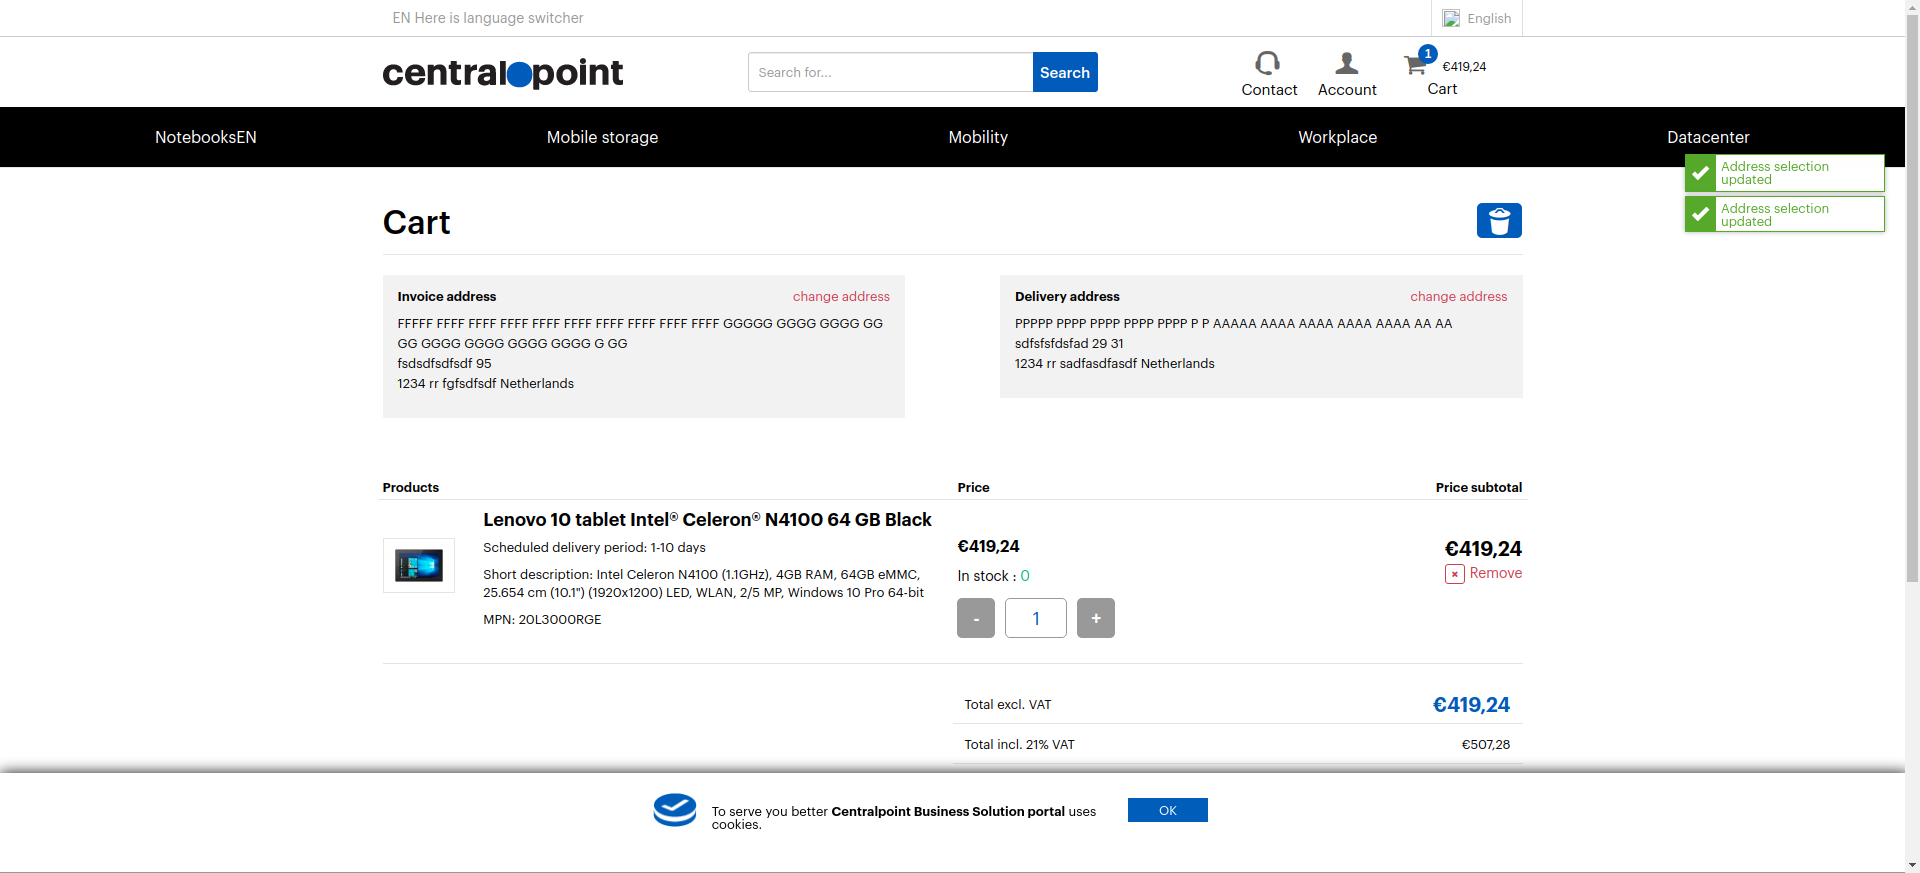 EN Here is language switcher
English
central point
Search for...
Search
1
€419,24
Contact
Account
Cart
NotebooksEN
Mobile storage
Mobility
Workplace
Datacenter
Address selection
updated
Address selection
updated
Cart
Invoice address
change address
FFFFF FFFF FFFF FFFF FFFF FFFF FFFF FFFF FFFF FFFF GGGGG GGGG GGGG GG
GG GGGG GGGG GGGG GGGG G GG
fsdsdfsdfsdf 95
1234 rr fgfsdfsdf Netherlands
Delivery address
change address
PPPPP PPPP PPPP PPPP PPPP P P AAAAA AAAA AAAA AAAA AAAA AA AA
sdfsfsfdsfad 29 31
1234 rr sadfasdfasdf Netherlands
Products
Price
Price subtotal
Lenovo 10 tablet Intel® Celeron® N4100 64 GB Black
Scheduled delivery period: 1-10 days
Short description: Intel Celeron N4100 (1.1GHz), 4GB RAM, 64GB eMMC,
25.654 cm (10.1") (1920x1200) LED, WLAN, 2/5 MP, Windows 10 Pro 64-bit
MPN: 20L3000RGE
€419,24
In stock : 0
-
1
+
€419,24
Remove
Total excl. VAT
€419,24
Total incl. 21% VAT
€507,28
To serve you better Centralpoint Business Solution portal uses
cookies.
OK